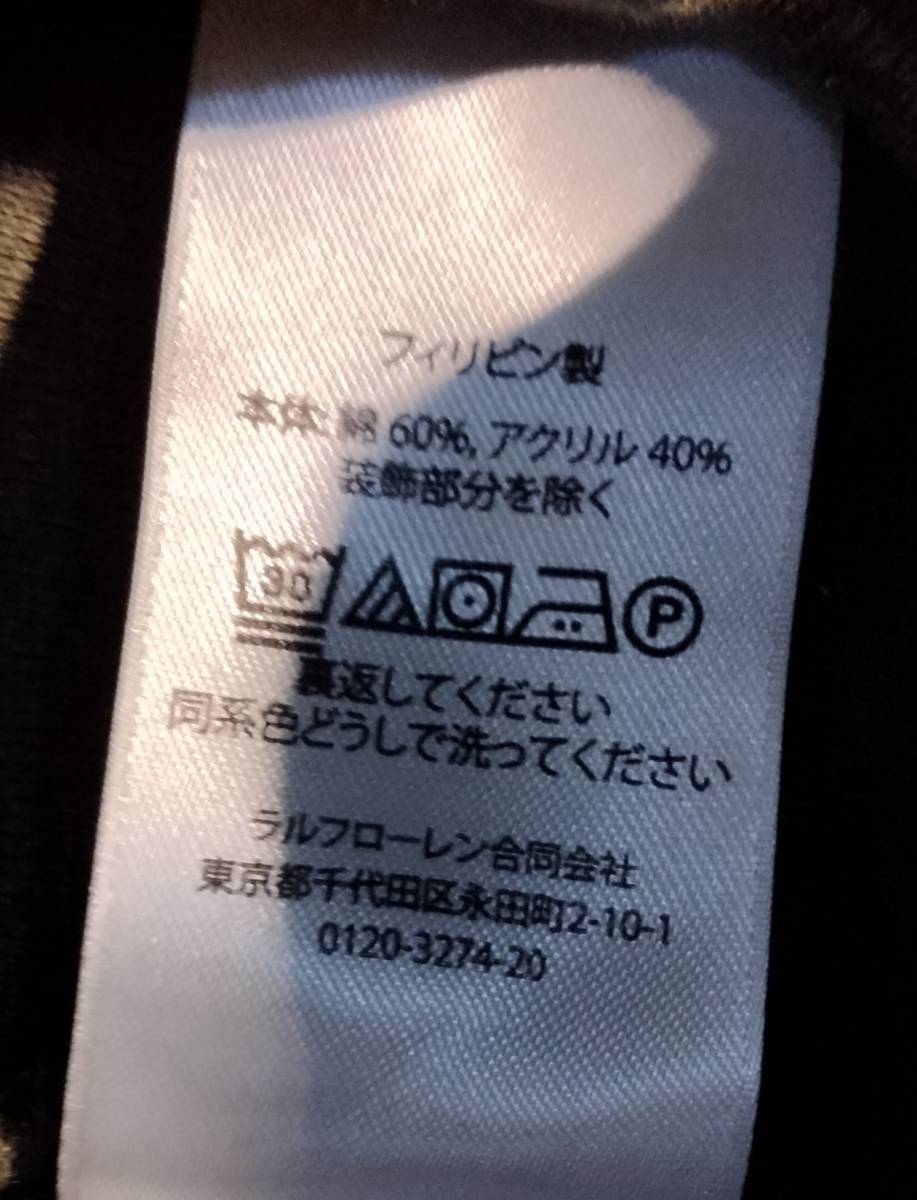 フィリピン製
本体: 綿 60%, アクリル 40%
装飾部分を除く
30 P
裏返してください
同系色どうしで洗ってください
ラルフローレン合同会社
東京都千代田区永田町2-10-1
0120-3274-20